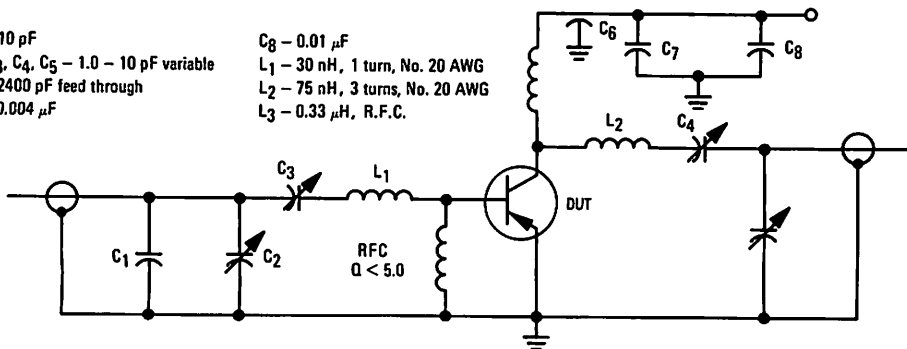 10 pF
C4, C5 – 1.0 – 10 pF variable
2400 pF feed through
0.004 μF
C8 – 0.01 μF
L1 – 30 nH, 1 turn, No. 20 AWG
L2 – 75 nH, 3 turns, No. 20 AWG
L3 – 0.33 μH, R.F.C.
C6
C7
C8
L2
C4
C3
L1
DUT
C1
C2
RFC
Q < 5.0